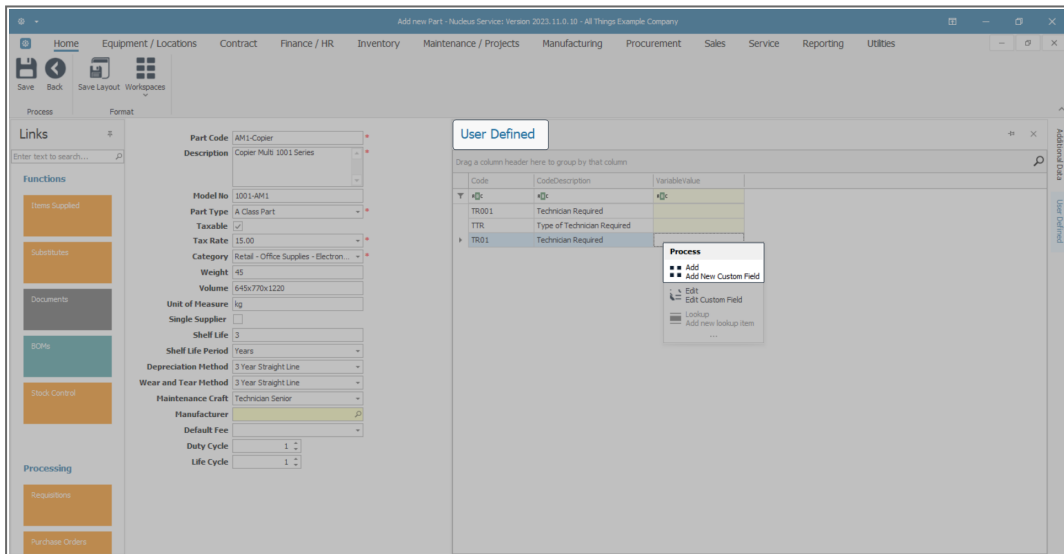 Add new Part - Nucleus Service: Version 2023.11.0.10 - All Things Example Company
Home Equipment / Locations Contract Finance / HR Inventory Maintenance / Projects Manufacturing Procurement Sales Service Reporting Utilities
Save Back Save Layout Workspaces
Process Format
Links
Enter text to search...
Functions
Items Supplied
Substitutes
Documents
BOMs
Stock Control
Processing
Requisitions
Purchase Orders
Part Code AM1-Copier *
Description Copier Multi 1001 Series *
Model No 1001-AM1
Part Type A Class Part *
Taxable
Tax Rate 15.00 *
Category Retail - Office Supplies - Electron... *
Weight 45
Volume 645x770x1220
Unit of Measure kg
Single Supplier
Shelf Life 3
Shelf Life Period Years
Depreciation Method 3 Year Straight Line
Wear and Tear Method 3 Year Straight Line
Maintenance Craft Technician Senior
Manufacturer
Default Fee
Duty Cycle 1
Life Cycle 1
User Defined
Drag a column header here to group by that column
Code CodeDescription VariableValue
TR001 Technician Required
TTR Type of Technician Required
TR01 Technician Required
Process
Add
Add New Custom Field
Edit
Edit Custom Field
Lookup
Add new lookup item
Additional Data
User Defined